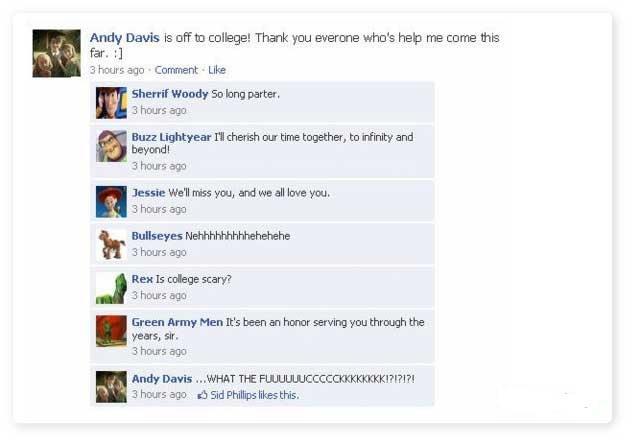 Andy Davis is off to college! Thank you everone who's help me come this
far. :]
3 hours ago · Comment · Like
Sherrif Woody So long parter.
3 hours ago
Buzz Lightyear I'll cherish our time together, to infinity and
beyond!
3 hours ago
Jessie We'll miss you, and we all love you.
3 hours ago
Bullseyes Nehhhhhhhhhehehehe
3 hours ago
Rex Is college scary?
3 hours ago
Green Army Men It's been an honor serving you through the
years, sir.
3 hours ago
Andy Davis ...WHAT THE FUUUUUUCCCCCKKKKKKKK!?!?!?!
3 hours ago Sid Phillips likes this.